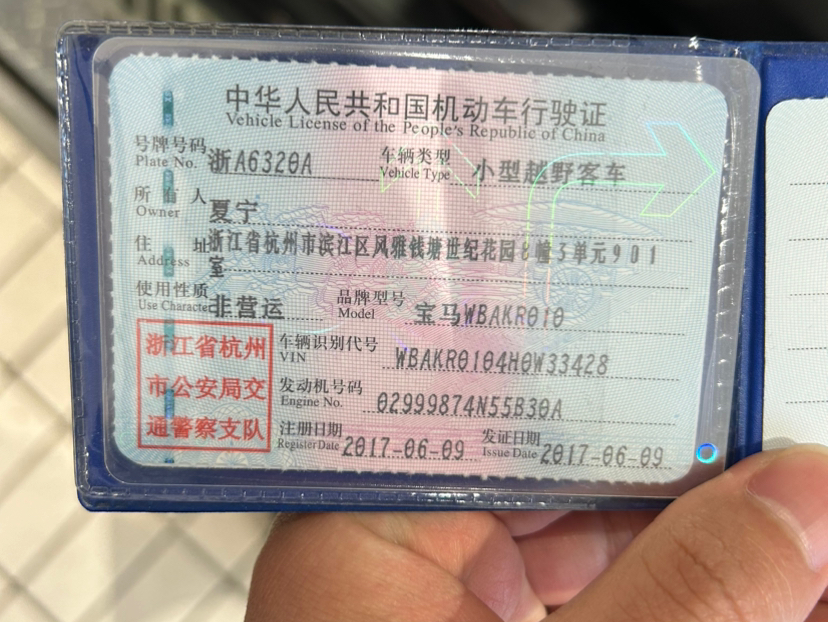 中华人民共和国机动车行驶证
Vehicle License of the People's Republic of China
号牌号码 浙A6320A 车辆类型 小型越野客车
Plate No. Vehicle Type
所有人 夏宁
Owner
住址 浙江省杭州市滨江区风雅钱塘世纪花园8幢3单元901
Address 室
使用性质 非营运 品牌型号 宝马WBAKR010
Use Character Model
浙江省杭州 车辆识别代号 WBAKR0104H0W33428
VIN
市公安局交 发动机号码 02999874N55B30A
Engine No.
通警察支队 注册日期 2017-06-09 发证日期 2017-06-09
Register Date Issue Date